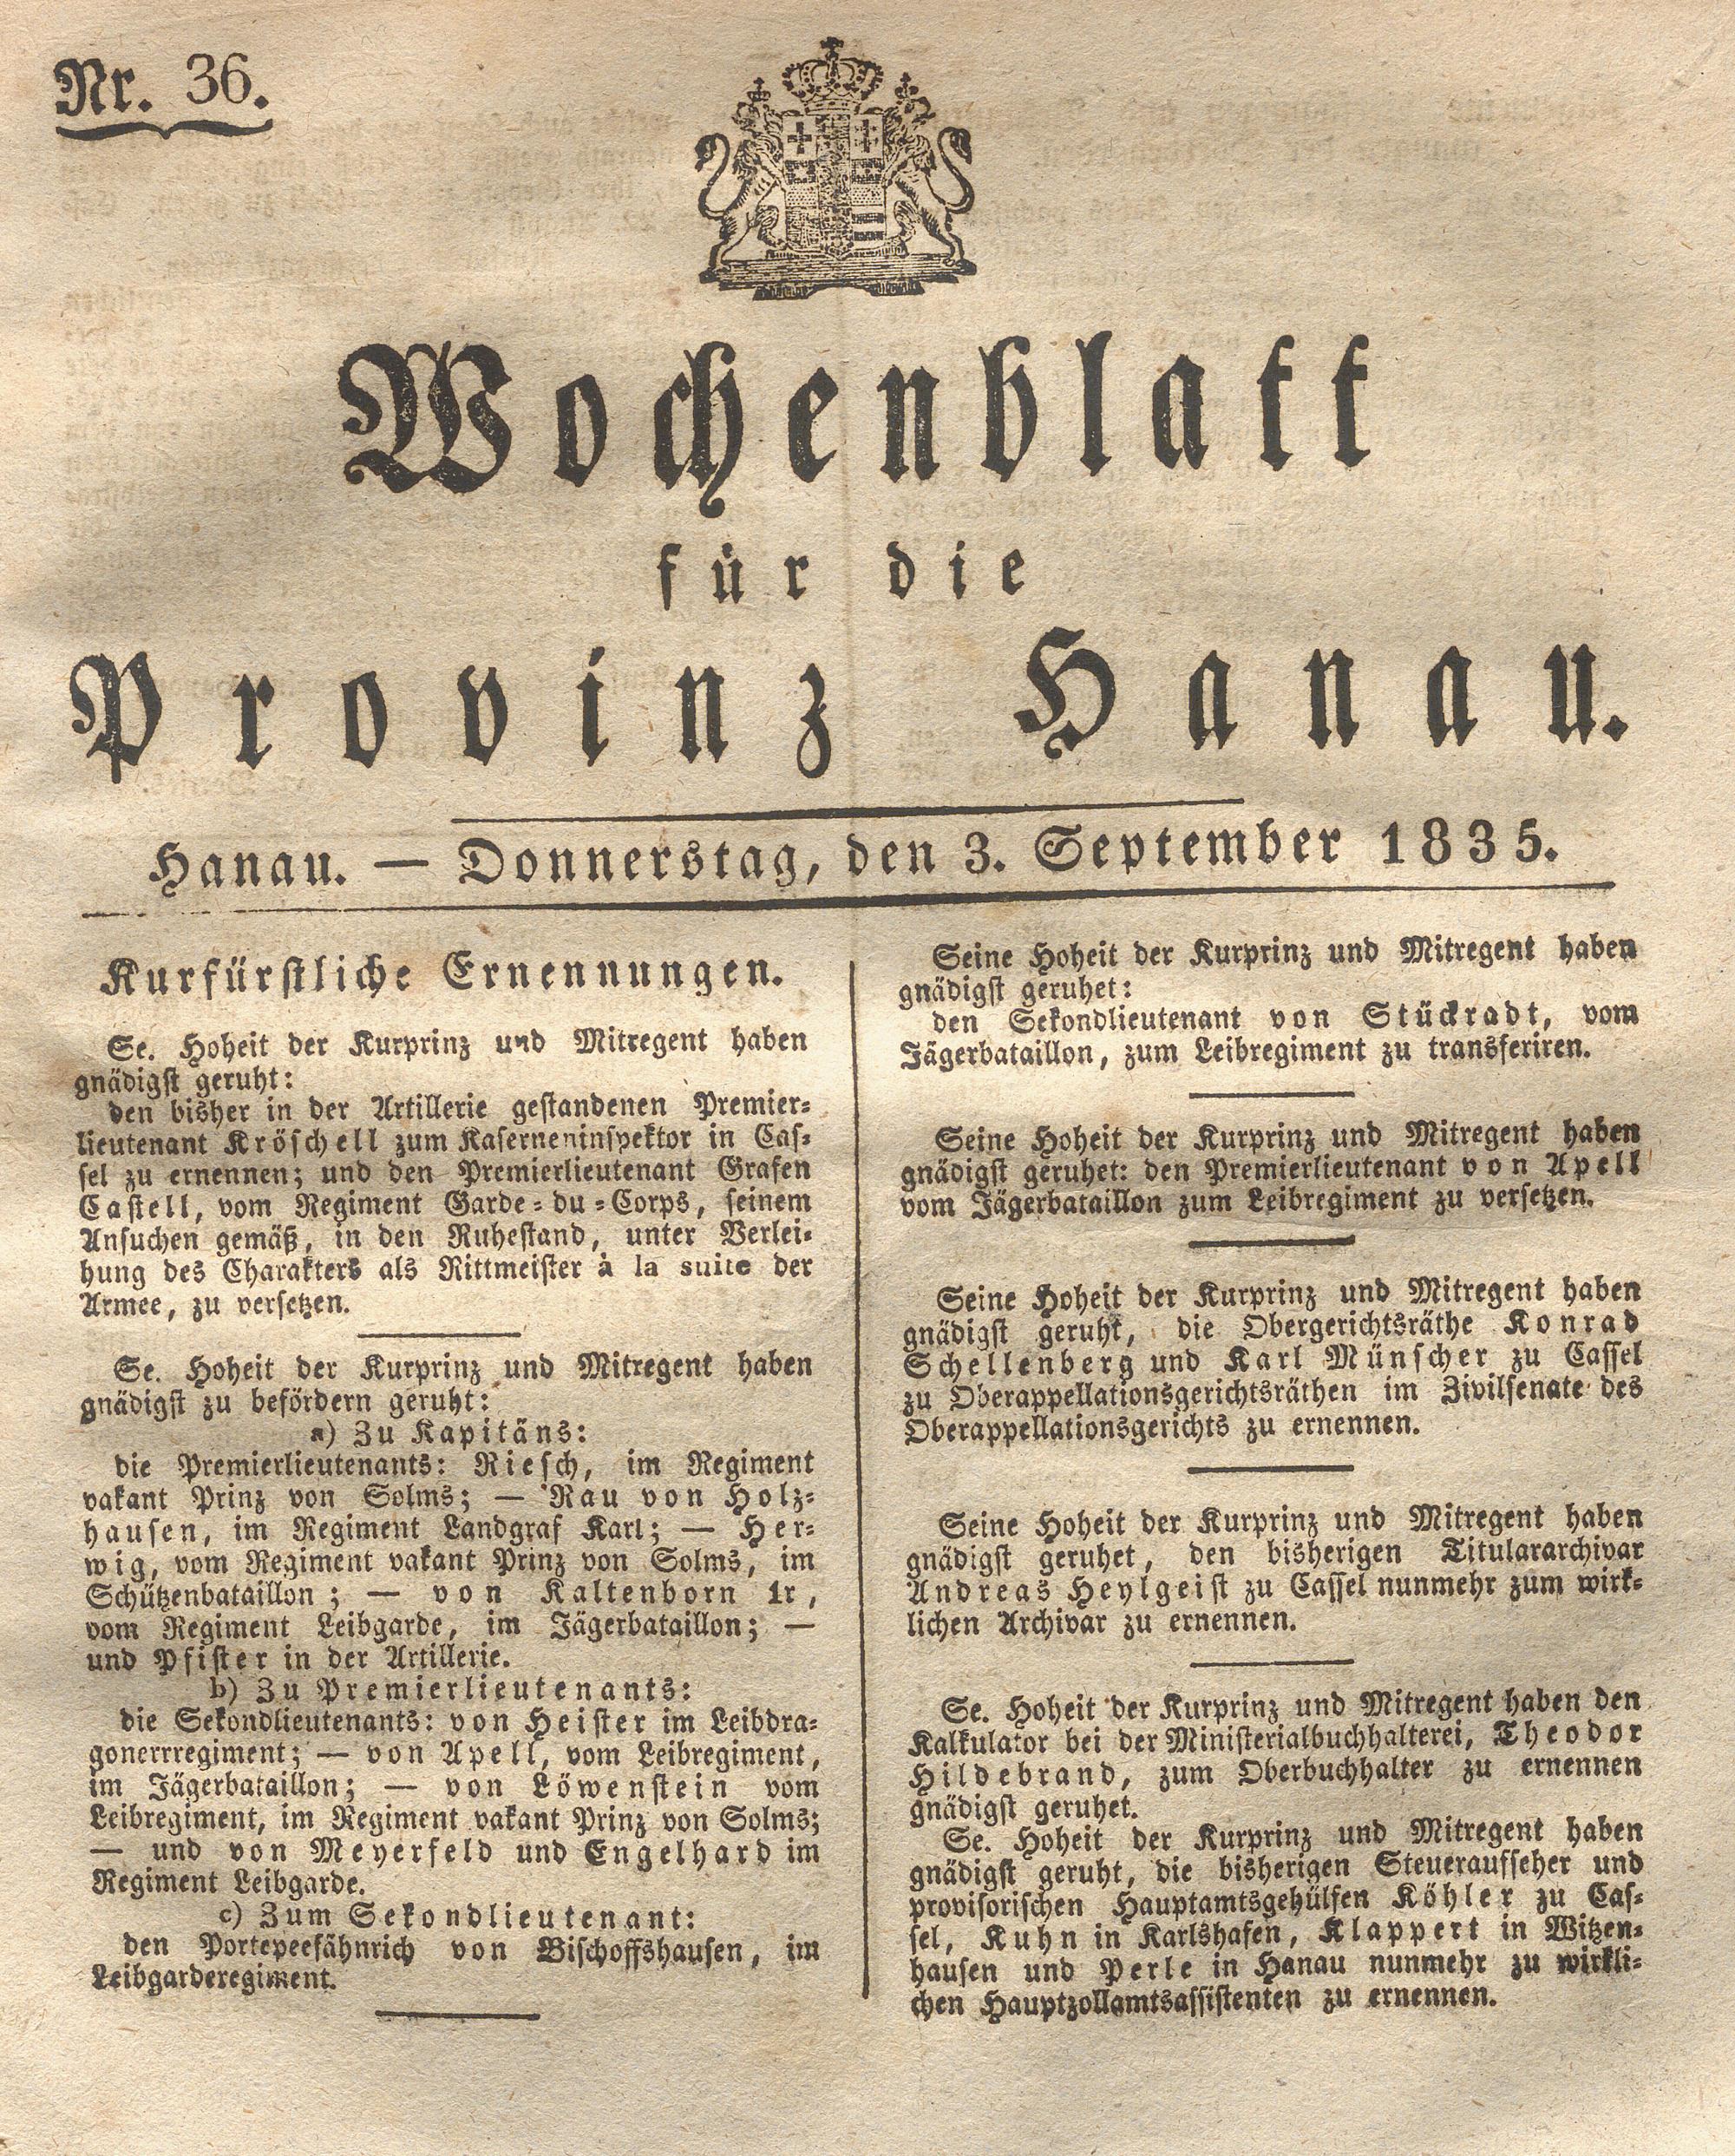 Nr. 36.
Wochenblatt
für die
Provinz Hanau.
Hanau. — Donnerstag, den 3. September 1835.
Kurfürstliche Ernennungen.
Se. Hoheit der Kurprinz und Mitregent haben
gnädigst geruht:
den bisher in der Artillerie gestandenen Premier-
lieutenant Kröschell zum Kaserneninspektor in Cas-
sel zu ernennen; und den Premierlieutenant Grafen
Castell, vom Regiment Garde-du-Corps, seinem
Ansuchen gemäß, in den Ruhestand, unter Verlei-
hung des Charakters als Rittmeister à la suite der
Armee, zu versetzen.
Se. Hoheit der Kurprinz und Mitregent haben
gnädigst zu befördern geruht:
a) Zu Kapitäns:
die Premierlieutenants: Riesch, im Regiment
vakant Prinz von Solms; — Rau von Holz-
hausen, im Regiment Landgraf Karl; — Her-
wig, vom Regiment vakant Prinz von Solms, im
Schützenbataillon; — von Kaltenborn 1r,
vom Regiment Leibgarde, im Jägerbataillon; —
und Pfister in der Artillerie.
b) Zu Premierlieutenants:
die Sekondlieutenants: von Heister im Leibdra-
gonerrregiment; — von Apell, vom Leibregiment,
im Jägerbataillon; — von Löwenstein vom
Leibregiment, im Regiment vakant Prinz von Solms;
— und von Meyerfeld und Engelhard im
Regiment Leibgarde.
c) Zum Sekondlieutenant:
den Portepeefähnrich von Bischoffshausen, im
Leibgarderegiment.
Seine Hoheit der Kurprinz und Mitregent haben
gnädigst geruhet:
den Sekondlieutenant von Stückradt, vom
Jägerbataillon, zum Leibregiment zu transferiren.
Seine Hoheit der Kurprinz und Mitregent haben
gnädigst geruhet: den Premierlieutenant von Apell
vom Jägerbataillon zum Leibregiment zu versetzen.
Seine Hoheit der Kurprinz und Mitregent haben
gnädigst geruht, die Obergerichtsräthe Konrad
Schellenberg und Karl Münscher zu Cassel
zu Oberappellationsgerichtsräthen im Zivilsenate des
Oberappellationsgerichts zu ernennen.
Seine Hoheit der Kurprinz und Mitregent haben
gnädigst geruhet, den bisherigen Titulararchivar
Andreas Heylgeist zu Cassel nunmehr zum wirk-
lichen Archivar zu ernennen.
Se. Hoheit der Kurprinz und Mitregent haben den
Kalkulator bei der Ministerialbuchhalterei, Theodor
Hildebrand, zum Oberbuchhalter zu ernennen
gnädigst geruhet.
Se. Hoheit der Kurprinz und Mitregent haben
gnädigst geruht, die bisherigen Steueraufseher und
provisorischen Hauptamtsgehülfen Köhler zu Cas-
sel, Kuhn in Karlshafen, Klappert in Witzen-
hausen und Perle in Hanau nunmehr zu wirkli-
chen Hauptzollamtsassistenten zu ernennen.